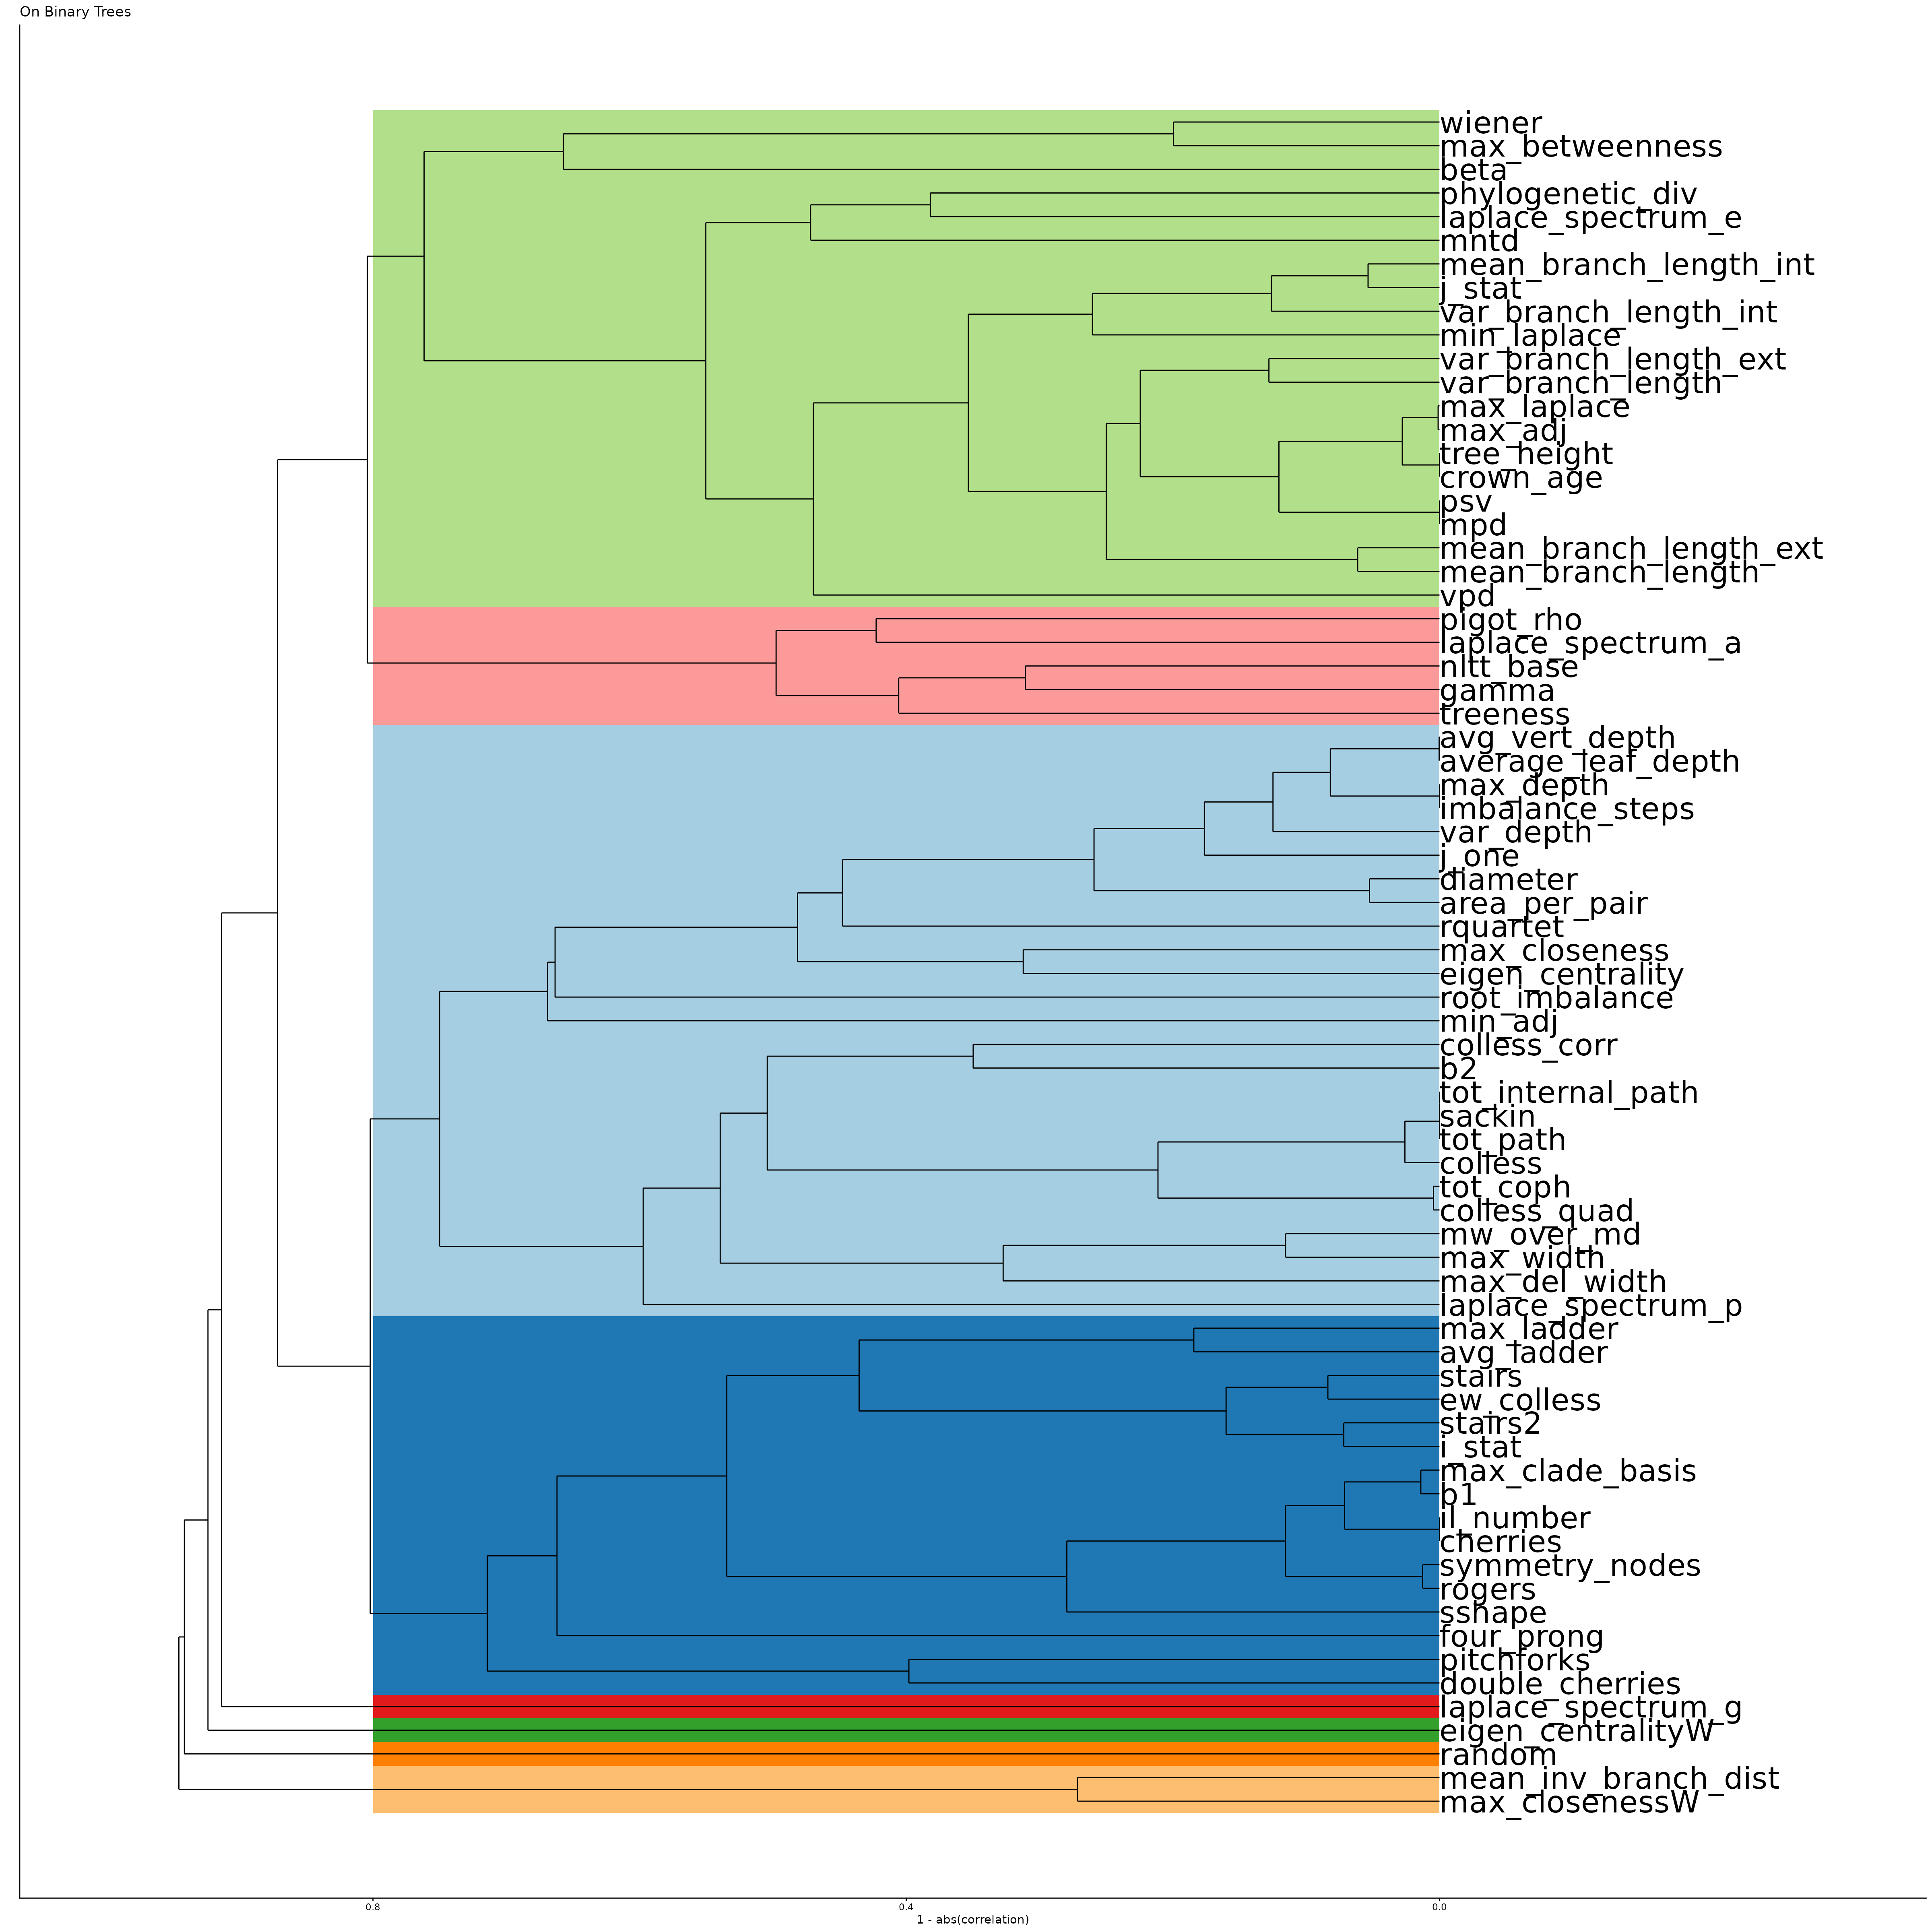 On Binary Trees
wiener
max_betweenness
beta
phylogenetic_div
laplace_spectrum_e
mntd
mean_branch_length_int
j_stat
var_branch_length_int
min_laplace
var_branch_length_ext
var_branch_length
max_laplace
max_adj
tree_height
crown_age
psv
mpd
mean_branch_length_ext
mean_branch_length
vpd
pigot_rho
laplace_spectrum_a
nltt_base
gamma
treeness
avg_vert_depth
average_leaf_depth
max_depth
imbalance_steps
var_depth
j_one
diameter
area_per_pair
rquartet
max_closeness
eigen_centrality
root_imbalance
min_adj
colless_corr
b2
tot_internal_path
sackin
tot_path
colless
tot_coph
colless_quad
mw_over_md
max_width
max_del_width
laplace_spectrum_p
max_ladder
avg_ladder
stairs
ew_colless
stairs2
i_stat
max_clade_basis
b1
il_number
cherries
symmetry_nodes
rogers
sshape
four_prong
pitchforks
double_cherries
laplace_spectrum_g
eigen_centralityW
random
mean_inv_branch_dist
max_closenessW
0.8 0.4 0.0
1 - abs(correlation)